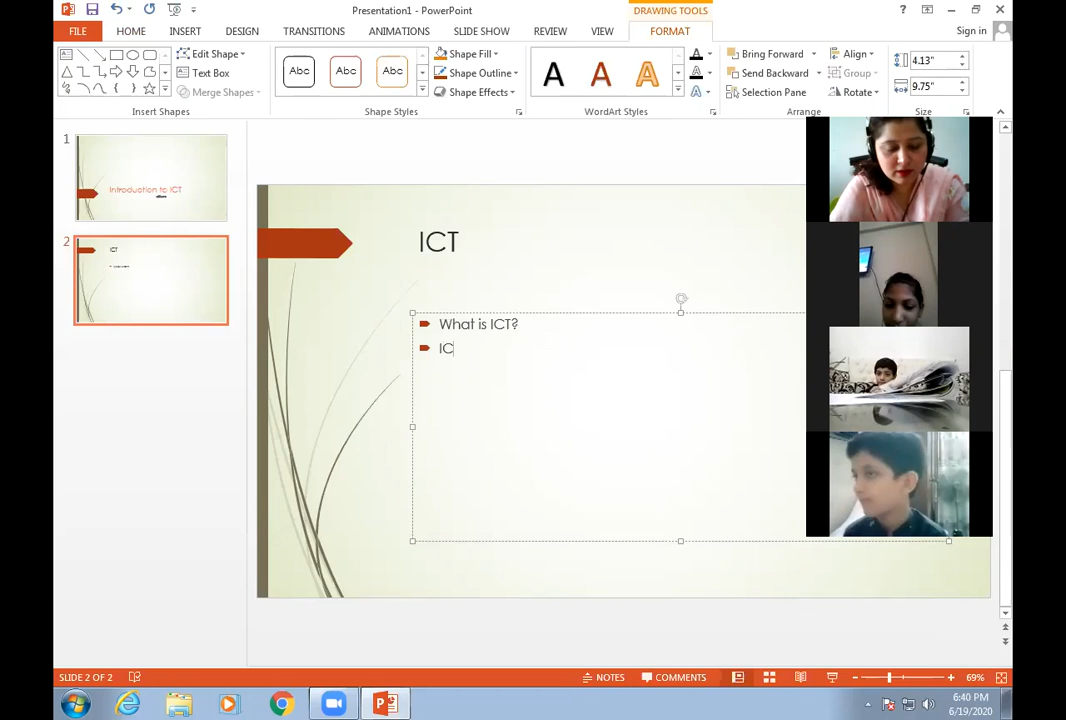 Presentation1 - PowerPoint
DRAWING TOOLS
?
FILE
HOME
INSERT
DESIGN
TRANSITIONS
ANIMATIONS
SLIDE SHOW
REVIEW
VIEW
FORMAT
Sign in
Edit Shape
Text Box
Merge Shapes
Insert Shapes
Abc
Abc
Abc
Shape Fill
Shape Outline
Shape Effects
Shape Styles
A
A
A
A
A
A
WordArt Styles
Bring Forward
Send Backward
Selection Pane
Align
Group
Rotate
Arrange
4.13"
9.75"
Size
1
Introduction to ICT
2
ICT
ICT
What is ICT?
IC
SLIDE 2 OF 2
NOTES
COMMENTS
69%
6:40 PM
6/19/2020